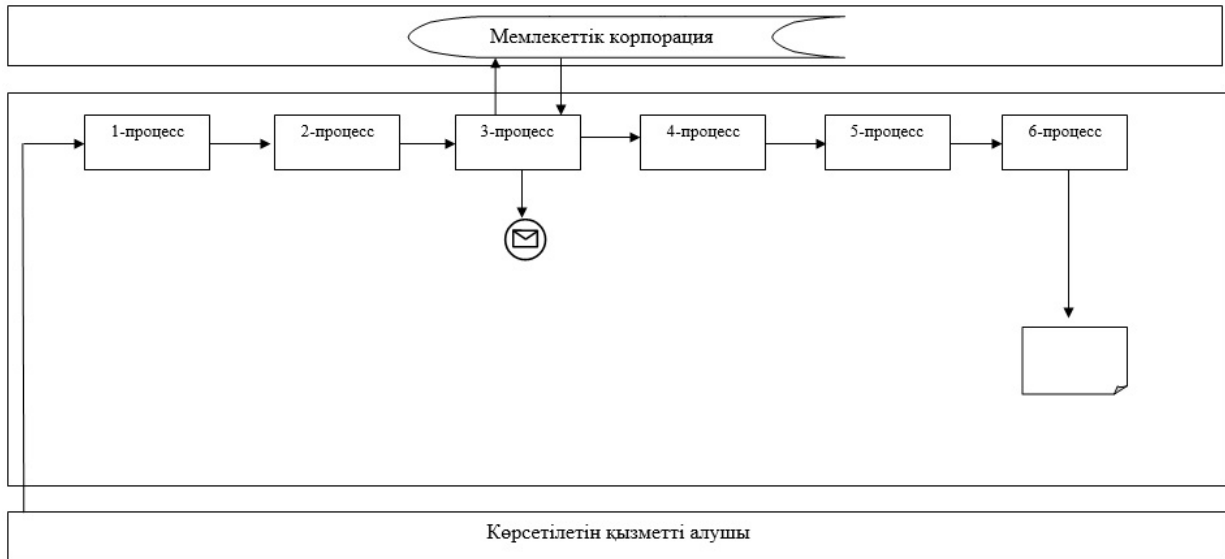 Мемлекеттік корпорация
1-процесс
2-процесс
3-процесс
4-процесс
5-процесс
6-процесс
Көрсетілетін қызметті алушы